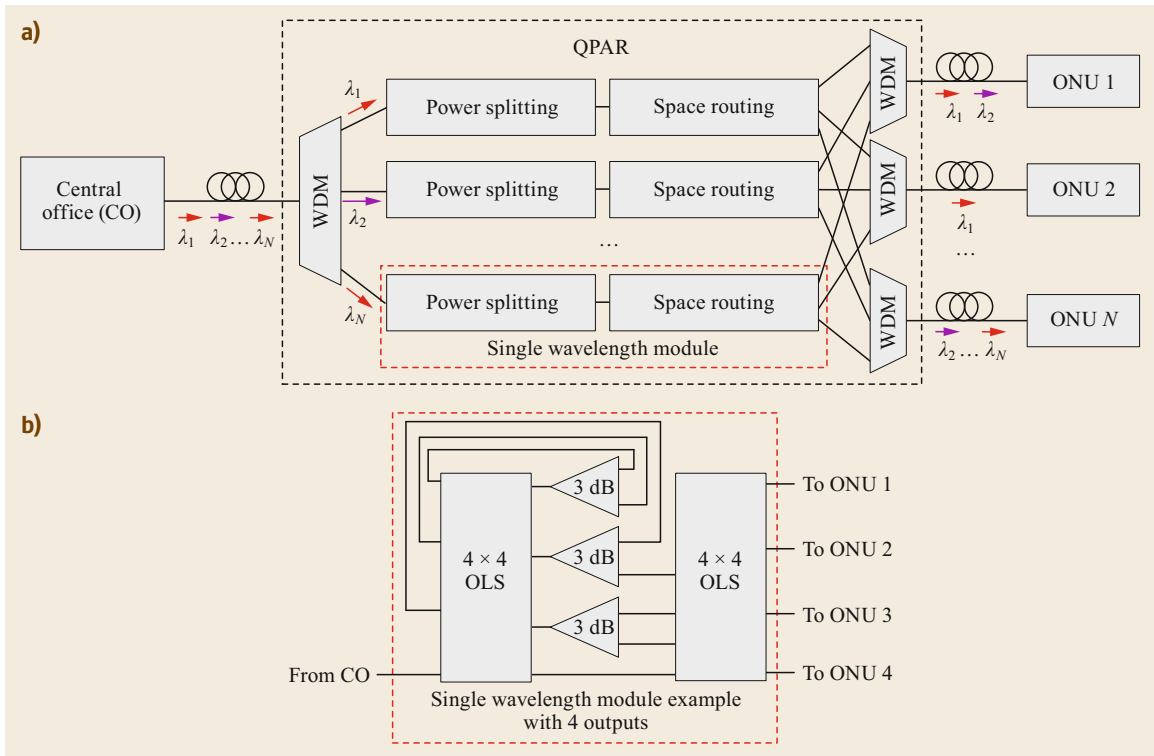 a)
QPAR
WDM
λ1
Power splitting
Space routing
WDM
λ1 λ2
ONU 1
Central
office (CO)
λ1 λ2 … λN
λ2
Power splitting
Space routing
WDM
λ1
ONU 2
…
…
λN
Power splitting
Space routing
WDM
λ2 … λN
ONU N
Single wavelength module
b)
4 × 4
OLS
3 dB
3 dB
3 dB
4 × 4
OLS
To ONU 1
To ONU 2
To ONU 3
To ONU 4
From CO
Single wavelength module example
with 4 outputs